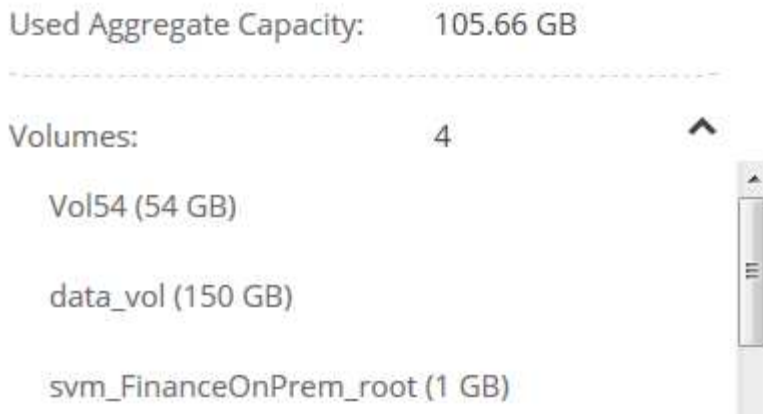 Used Aggregate Capacity: 105.66 GB
Volumes: 4
Vol54 (54 GB)
data_vol (150 GB)
svm_FinanceOnPrem_root (1 GB)